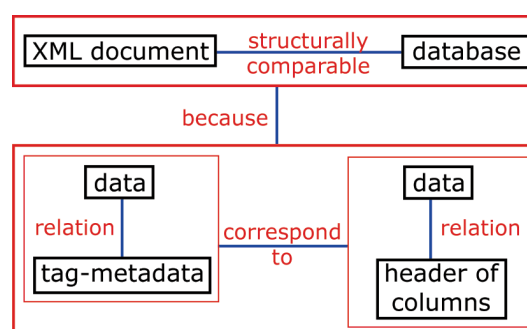 XML document
structurally
comparable
database
because
data
relation
tag-metadata
correspond
to
data
relation
header of
columns